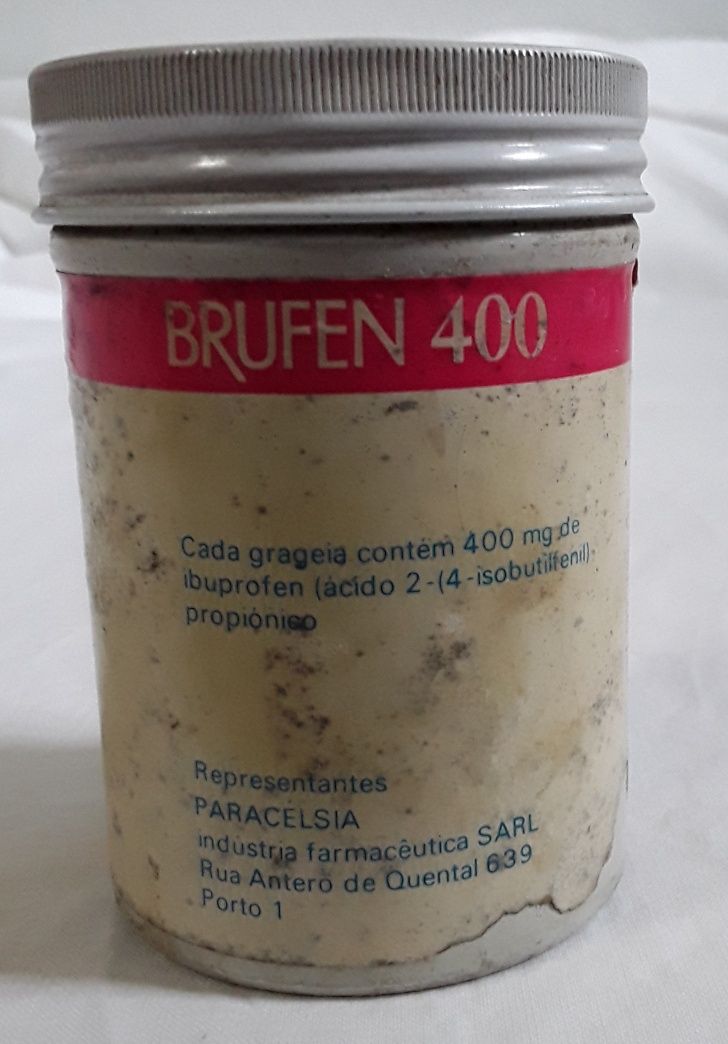 BRUFEN 400
Cada grageia contém 400 mg de
ibuprofen (ácido 2-(4-isobutilfenil)-
propiónico
Representantes
PARACELSIA
indústria farmacêutica SARL
Rua Antero de Quental 639
Porto 1